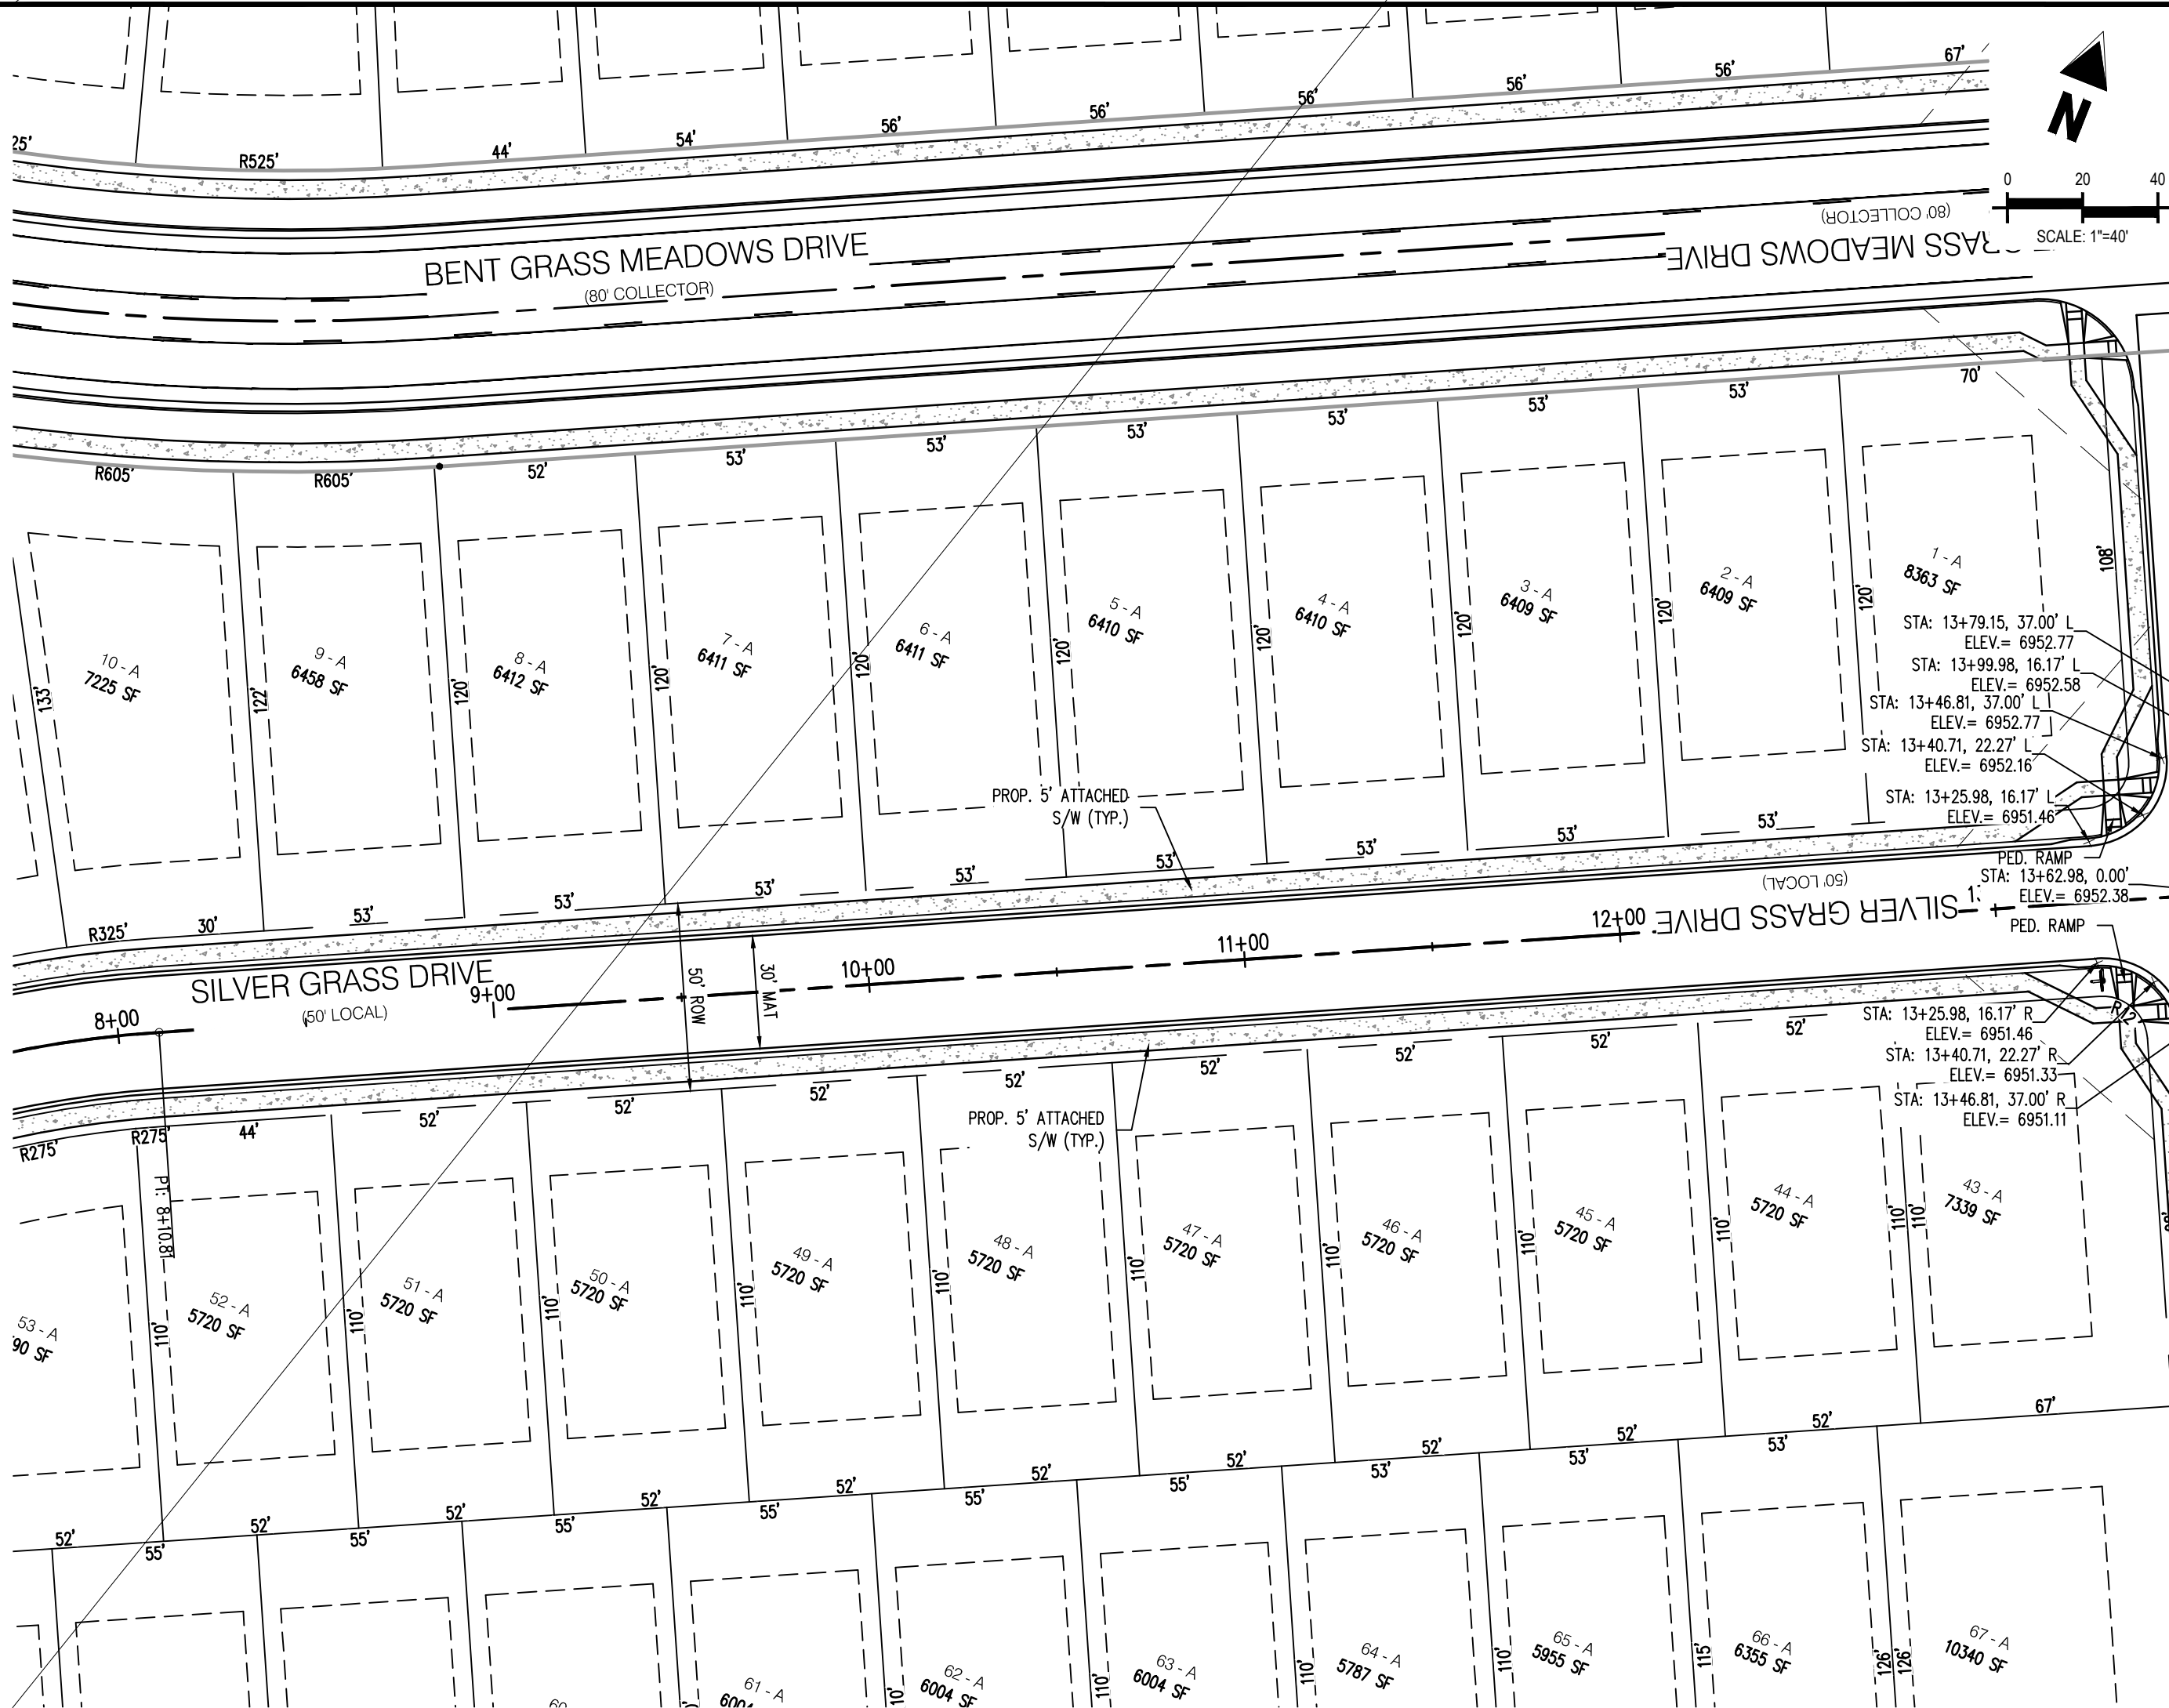 67'
56'
56'
56'
56'
56'
54'
44'
R525'
25'
N
0 20 40
SCALE: 1"=40'
(80' COLLECTOR)
GRASS MEADOWS DRIVE
BENT GRASS MEADOWS DRIVE
(80' COLLECTOR)
R605'
R605'
52'
53'
53'
53'
53'
53'
53'
70'
10 - A
7225 SF
9 - A
6458 SF
8 - A
6412 SF
7 - A
6411 SF
6 - A
6411 SF
5 - A
6410 SF
4 - A
6410 SF
3 - A
6409 SF
2 - A
6409 SF
1 - A
8363 SF
133'
122'
120'
120'
120'
120'
120'
120'
120'
120'
108'
STA: 13+79.15, 37.00' L
ELEV.= 6952.77
STA: 13+99.98, 16.17' L
ELEV.= 6952.58
STA: 13+46.81, 37.00' L
ELEV.= 6952.77
STA: 13+40.71, 22.27' L
ELEV.= 6952.16
STA: 13+25.98, 16.17' L
ELEV.= 6951.46
PED. RAMP
STA: 13+62.98, 0.00'
ELEV.= 6952.38
PED. RAMP
PROP. 5' ATTACHED
S/W (TYP.)
R325'
30'
53'
53'
53'
53'
53'
53'
53'
53'
(50' LOCAL)
SILVER GRASS DRIVE
SILVER GRASS DRIVE
(50' LOCAL)
8+00
9+00
10+00
11+00
12+00
50' ROW
30' MAT
STA: 13+25.98, 16.17' R
ELEV.= 6951.46
STA: 13+40.71, 22.27' R
ELEV.= 6951.33
STA: 13+46.81, 37.00' R
ELEV.= 6951.11
PROP. 5' ATTACHED
S/W (TYP.)
R275'
R275'
44'
52'
52'
52'
52'
52'
52'
52'
52'
PT: 8+10.81
53 - A
90 SF
52 - A
5720 SF
51 - A
5720 SF
50 - A
5720 SF
49 - A
5720 SF
48 - A
5720 SF
47 - A
5720 SF
46 - A
5720 SF
45 - A
5720 SF
44 - A
5720 SF
43 - A
7339 SF
110'
110'
110'
110'
110'
110'
110'
110'
110'
110'
110'
52'
52'
52'
52'
52'
52'
52'
52'
52'
52'
67'
55'
55'
55'
55'
55'
55'
53'
53'
53'
61 - A
62 - A
6004 SF
63 - A
6004 SF
64 - A
5787 SF
65 - A
5955 SF
66 - A
6355 SF
67 - A
10340 SF
10'
110'
110'
110'
115'
126'
126'